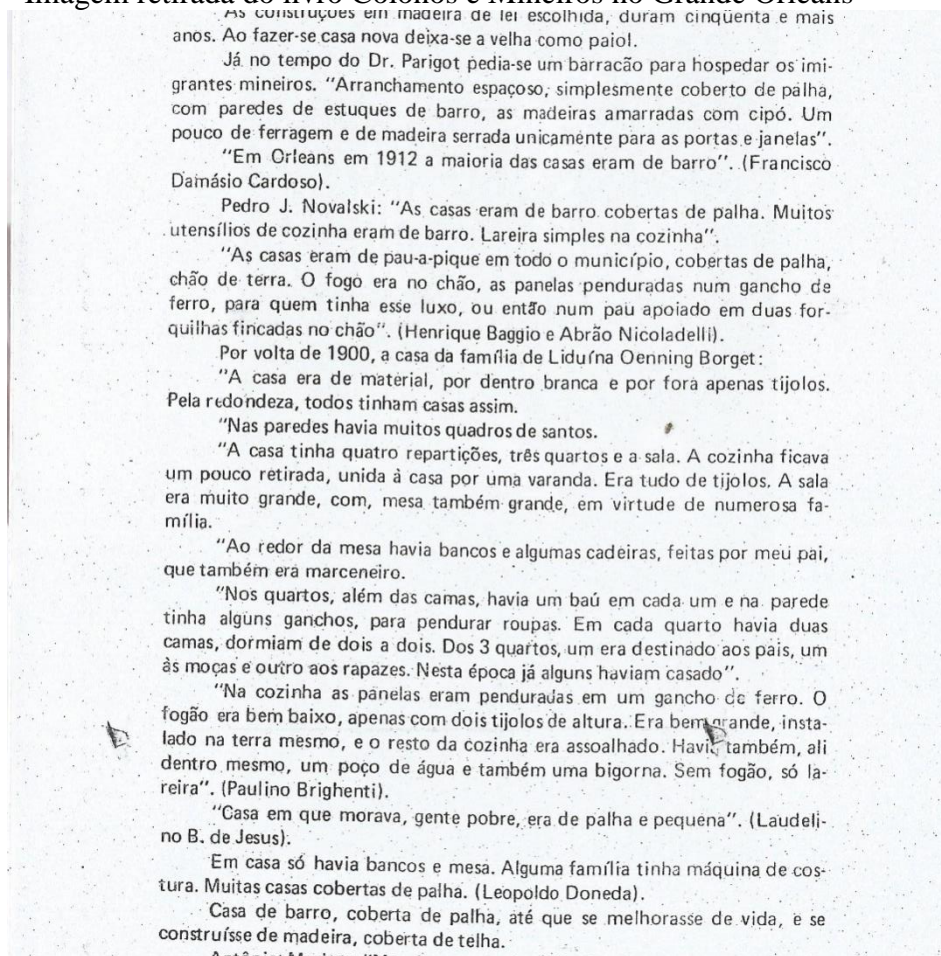 Imagem retirada do livro Colonos e Mineiros no Grande Orleans
As construções em madeira de lei escolhida, duram cinqüenta e mais
anos. Ao fazer-se casa nova deixa-se a velha como paiol.
Já no tempo do Dr. Parigot pedia-se um barracão para hospedar os imi-
grantes mineiros. "Arranchamento espaçoso, simplesmente coberto de palha,
com paredes de estuques de barro, as madeiras amarradas com cipó. Um
pouco de ferragem e de madeira serrada unicamente para as portas e janelas".
"Em Orleans em 1912 a maioria das casas eram de barro". (Francisco
Damásio Cardoso).
Pedro J. Novalski: "As casas eram de barro cobertas de palha. Muitos
utensílios de cozinha eram de barro. Lareira simples na cozinha".
"As casas eram de pau-a-pique em todo o município, cobertas de palha,
chão de terra. O fogo era no chão, as panelas penduradas num gancho de
ferro, para quem tinha esse luxo, ou então num pau apoiado em duas for-
quilhas fincadas no chão". (Henrique Baggio e Abrão Nicoladelli).
Por volta de 1900, a casa da família de Liduína Oenning Borget:
"A casa era de material, por dentro branca e por fora apenas tijolos.
Pela redondeza, todos tinham casas assim.
"Nas paredes havia muitos quadros de santos.
"A casa tinha quatro repartições, três quartos e a sala. A cozinha ficava
um pouco retirada, unida à casa por uma varanda. Era tudo de tijolos. A sala
era muito grande, com, mesa também grande, em virtude de numerosa fa-
mília.
"Ao redor da mesa havia bancos e algumas cadeiras, feitas por meu pai,
que também era marceneiro.
"Nos quartos, além das camas, havia um baú em cada um e na parede
tinha alguns ganchos, para pendurar roupas. Em cada quarto havia duas
camas, dormiam de dois a dois. Dos 3 quartos, um era destinado aos pais, um
às moças e outro aos rapazes. Nesta época já alguns haviam casado".
"Na cozinha as panelas eram penduradas em um gancho de ferro. O
fogão era bem baixo, apenas com dois tijolos de altura. Era bem grande, insta-
lado na terra mesmo, e o resto da cozinha era assoalhado. Havia também, ali
dentro mesmo, um poço de água e também uma bigorna. Sem fogão, só la-
reira". (Paulino Brighenti).
"Casa em que morava, gente pobre, era de palha e pequena". (Laudeli-
no B. de Jesus).
Em casa só havia bancos e mesa. Alguma família tinha máquina de cos-
tura. Muitas casas cobertas de palha. (Leopoldo Doneda).
Casa de barro, coberta de palha, até que se melhorasse de vida, e se
construísse de madeira, coberta de telha.